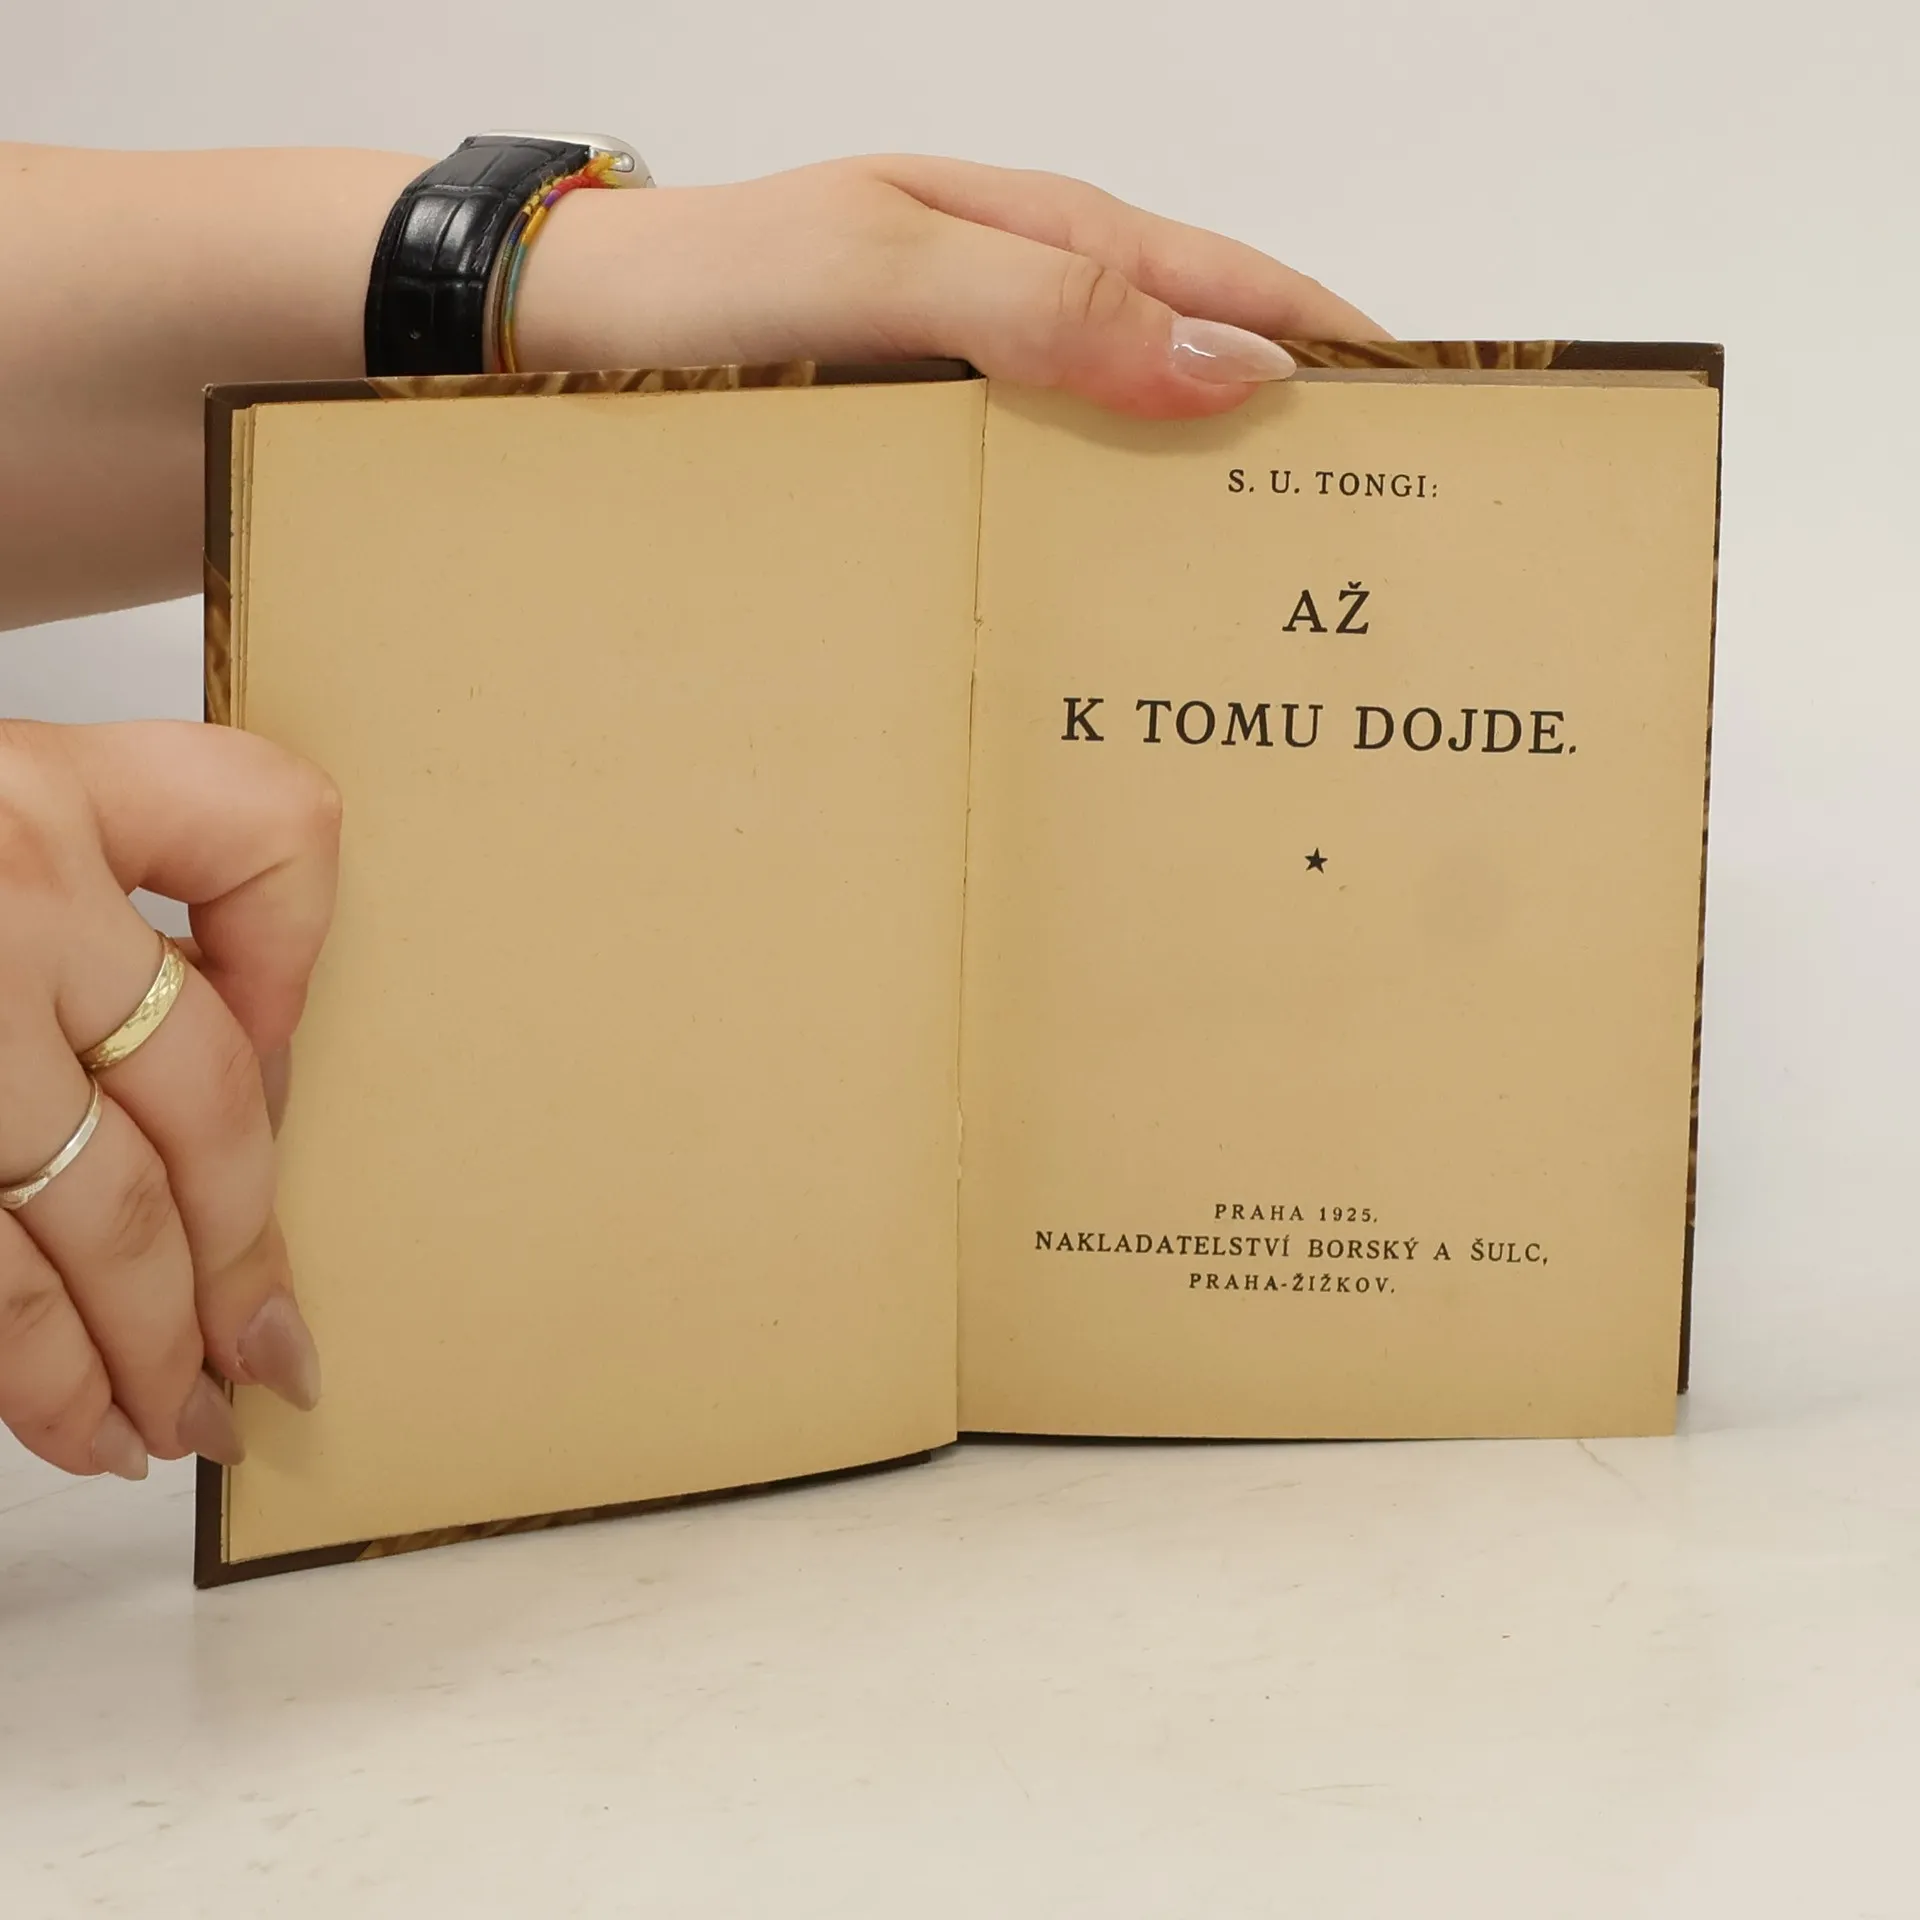 S. U. TONGI:
AŽ
K TOMU DOJDE.
★
PRAHA 1925.
NAKLADATELSTVÍ BORSKÝ A ŠULC,
PRAHA-ŽIŽKOV.